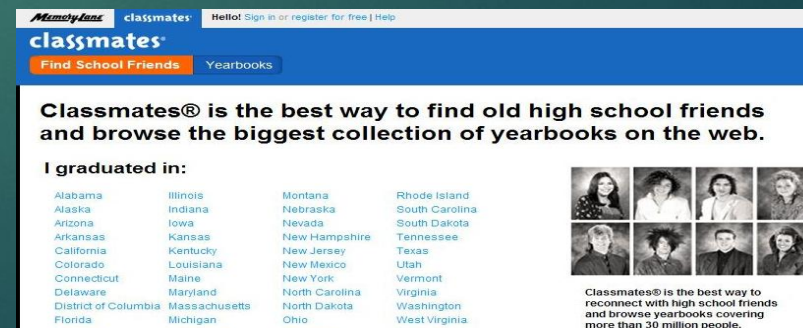 MemoryLane classmates® Hello! Sign in or register for free | Help
classmates®
Find School Friends Yearbooks
Classmates® is the best way to find old high school friends
and browse the biggest collection of yearbooks on the web.
I graduated in:
Alabama Illinois Montana Rhode Island
Alaska Indiana Nebraska South Carolina
Arizona Iowa Nevada South Dakota
Arkansas Kansas New Hampshire Tennessee
California Kentucky New Jersey Texas
Colorado Louisiana New Mexico Utah
Connecticut Maine New York Vermont
Delaware Maryland North Carolina Virginia
District of Columbia Massachusetts North Dakota Washington
Florida Michigan Ohio West Virginia
Classmates® is the best way to
reconnect with high school friends
and browse yearbooks covering
more than 30 million people.